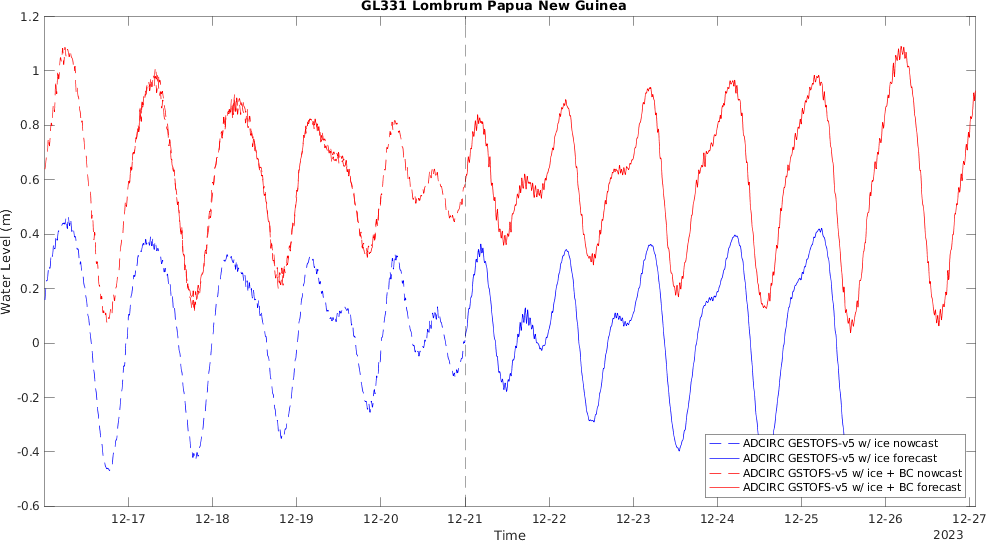 GL331 Lombrum Papua New Guinea
1.2
1
0.8
0.6
0.4
0.2
0
-0.2
-0.4
-0.6
Water Level (m)
ADCIRC GESTOFS-v5 w/ ice nowcast
ADCIRC GESTOFS-v5 w/ ice forecast
ADCIRC GSTOFS-v5 w/ ice + BC nowcast
ADCIRC GSTOFS-v5 w/ ice + BC forecast
12-17 12-18 12-19 12-20 12-21 12-22 12-23 12-24 12-25 12-26 12-27
Time
2023